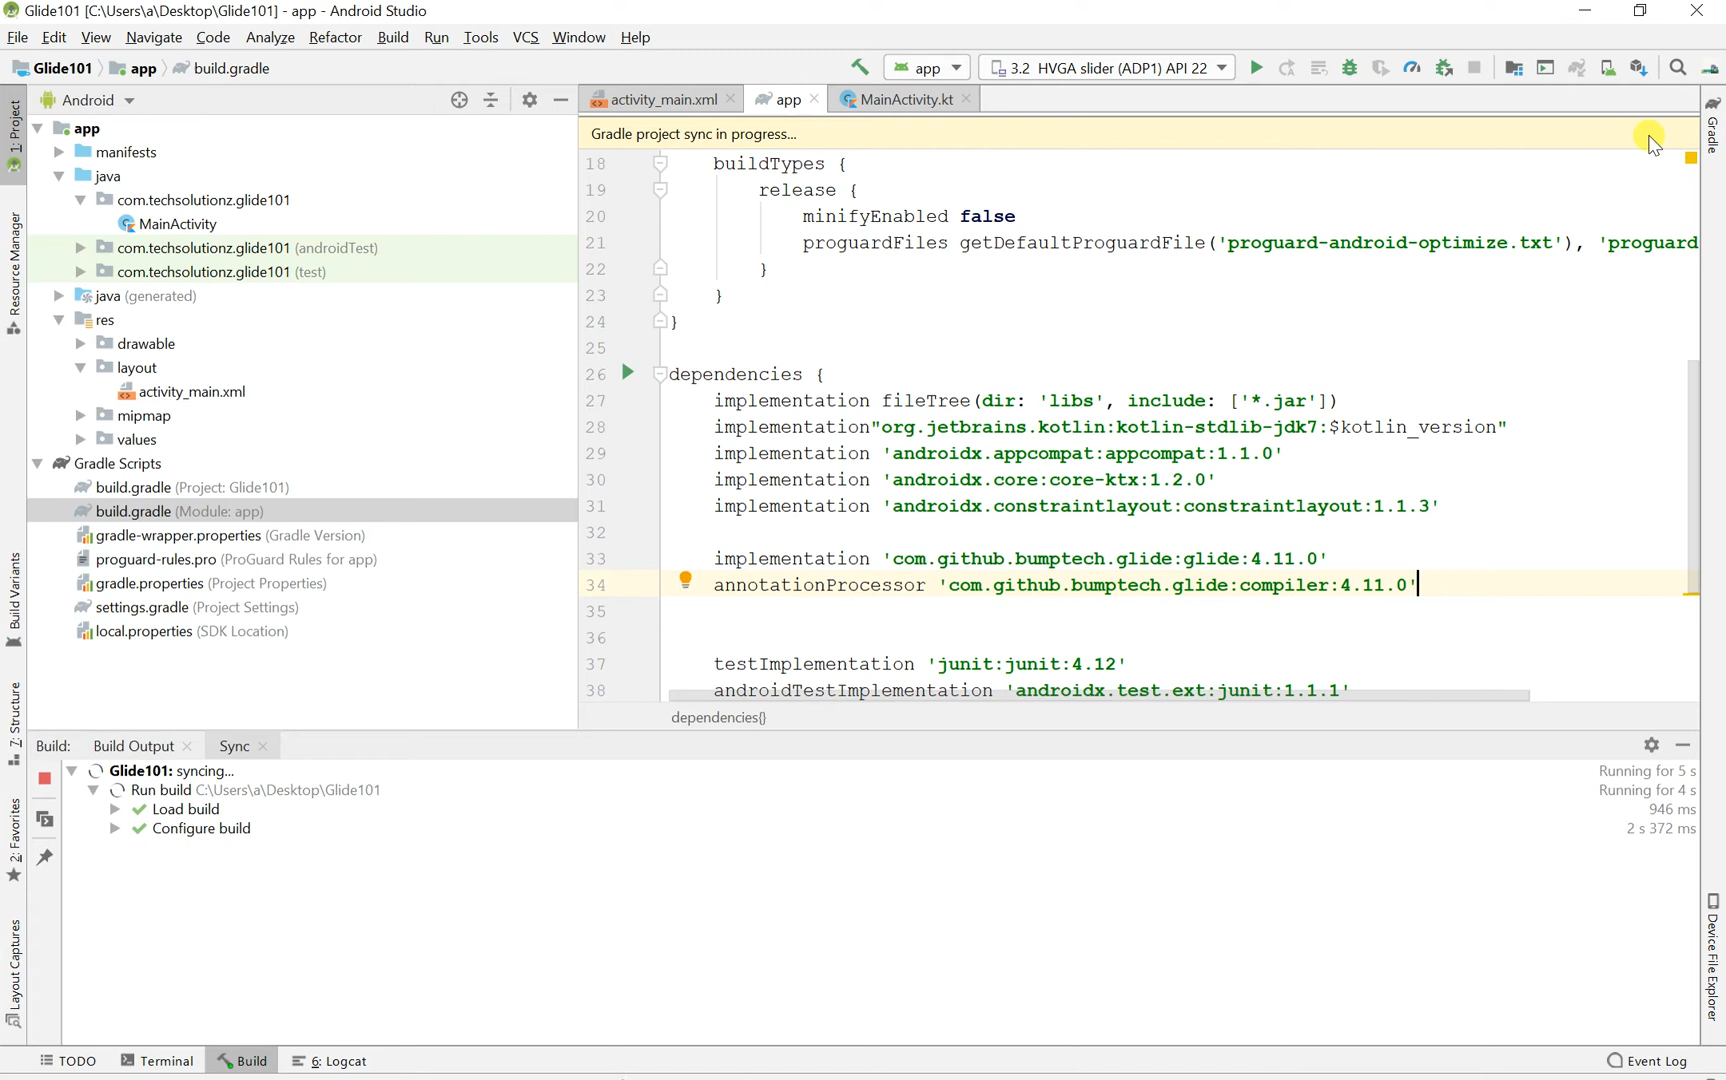 Glide101 [C:\Users\a\Desktop\Glide101] - app - Android Studio
File Edit View Navigate Code Analyze Refactor Build Run Tools VCS Window Help
Glide101 app build.gradle
app
3.2 HVGA slider (ADP1) API 22
Android
activity_main.xml
app
MainActivity.kt
Gradle project sync in progress...
1: Project
Resource Manager
Build Variants
7: Structure
2: Favorites
Layout Captures
app
manifests
java
com.techsolutionz.glide101
MainActivity
com.techsolutionz.glide101 (androidTest)
com.techsolutionz.glide101 (test)
java (generated)
res
drawable
layout
activity_main.xml
mipmap
values
Gradle Scripts
build.gradle (Project: Glide101)
build.gradle (Module: app)
gradle-wrapper.properties (Gradle Version)
proguard-rules.pro (ProGuard Rules for app)
gradle.properties (Project Properties)
settings.gradle (Project Settings)
local.properties (SDK Location)
18 buildTypes {
19 release {
20 minifyEnabled false
21 proguardFiles getDefaultProguardFile('proguard-android-optimize.txt'), 'proguard
22 }
23 }
24 }
25
26 dependencies {
27 implementation fileTree(dir: 'libs', include: ['*.jar'])
28 implementation"org.jetbrains.kotlin:kotlin-stdlib-jdk7:$kotlin_version"
29 implementation 'androidx.appcompat:appcompat:1.1.0'
30 implementation 'androidx.core:core-ktx:1.2.0'
31 implementation 'androidx.constraintlayout:constraintlayout:1.1.3'
32
33 implementation 'com.github.bumptech.glide:glide:4.11.0'
34 annotationProcessor 'com.github.bumptech.glide:compiler:4.11.0'
35
36
37 testImplementation 'junit:junit:4.12'
38 androidTestImplementation 'androidx.test.ext:junit:1.1.1'
dependencies{}
Gradle
Device File Explorer
Build: Build Output Sync
Glide101: syncing... Running for 5 s
Run build C:\Users\a\Desktop\Glide101 Running for 4 s
Load build 946 ms
Configure build 2 s 372 ms
TODO Terminal Build 6: Logcat Event Log